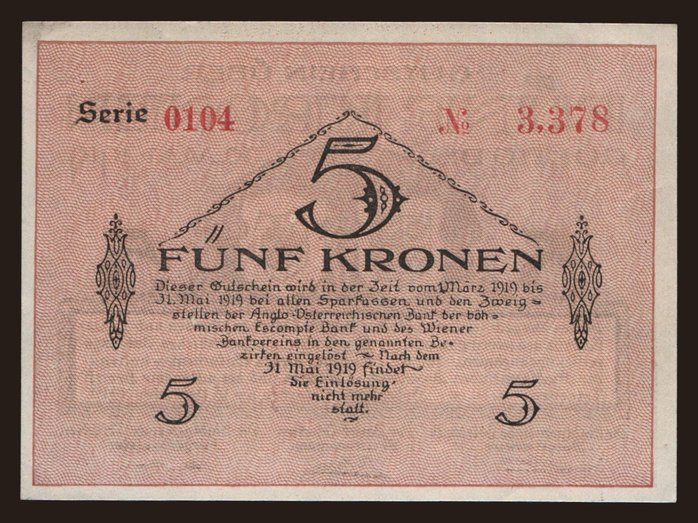 Serie 0104 № 3,378
5
FÜNF KRONEN
Dieser Gutschein wird in der Zeit vom 1 März 1919 bis
31. Mai 1919 bei allen Sparkassen, und den Zweig=
stellen der Anglo-Österreichischen Bank der böh=
mischen Escompte Bank und des Wiener
Bankvereins in den genannten Be=
zirken eingelöst ~ Nach dem
31 Mai 1919 findet
die Einlösung
nicht mehr
statt.
5 5